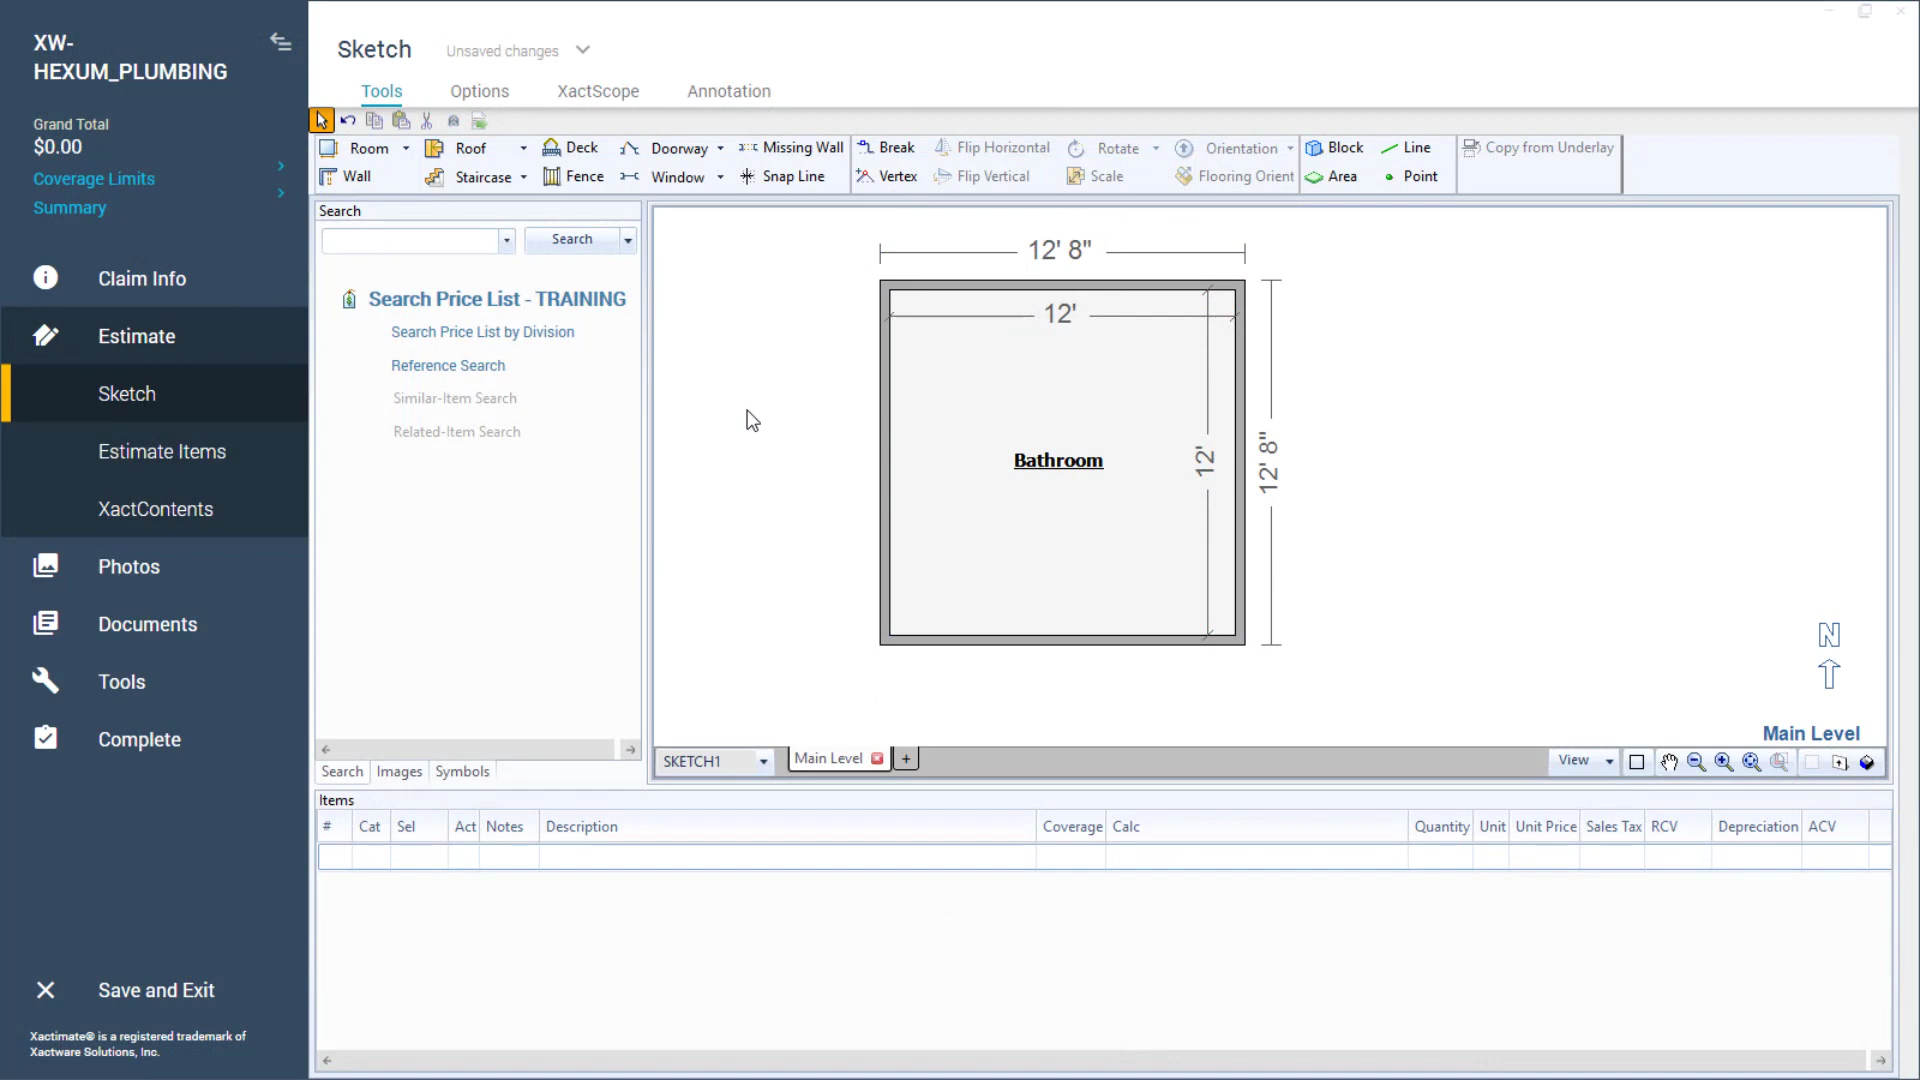 XW-
HEXUM_PLUMBING
Grand Total
$0.00
Coverage Limits
Summary
Claim Info
Estimate
Sketch
Estimate Items
XactContents
Photos
Documents
Tools
Complete
Save and Exit
Xactimate® is a registered trademark of
Xactware Solutions, Inc.
Sketch Unsaved changes
Tools Options XactScope Annotation
Room Roof Deck Doorway Missing Wall Break Flip Horizontal Rotate Orientation Block Line Copy from Underlay
Wall Staircase Fence Window Snap Line Vertex Flip Vertical Scale Flooring Orient Area Point
Search
Search
Search Price List - TRAINING
Search Price List by Division
Reference Search
Similar-Item Search
Related-Item Search
Search Images Symbols
12' 8"
12'
Bathroom
12'
12' 8"
N
Main Level
SKETCH1 Main Level + View
Items
# Cat Sel Act Notes Description Coverage Calc Quantity Unit Unit Price Sales Tax RCV Depreciation ACV